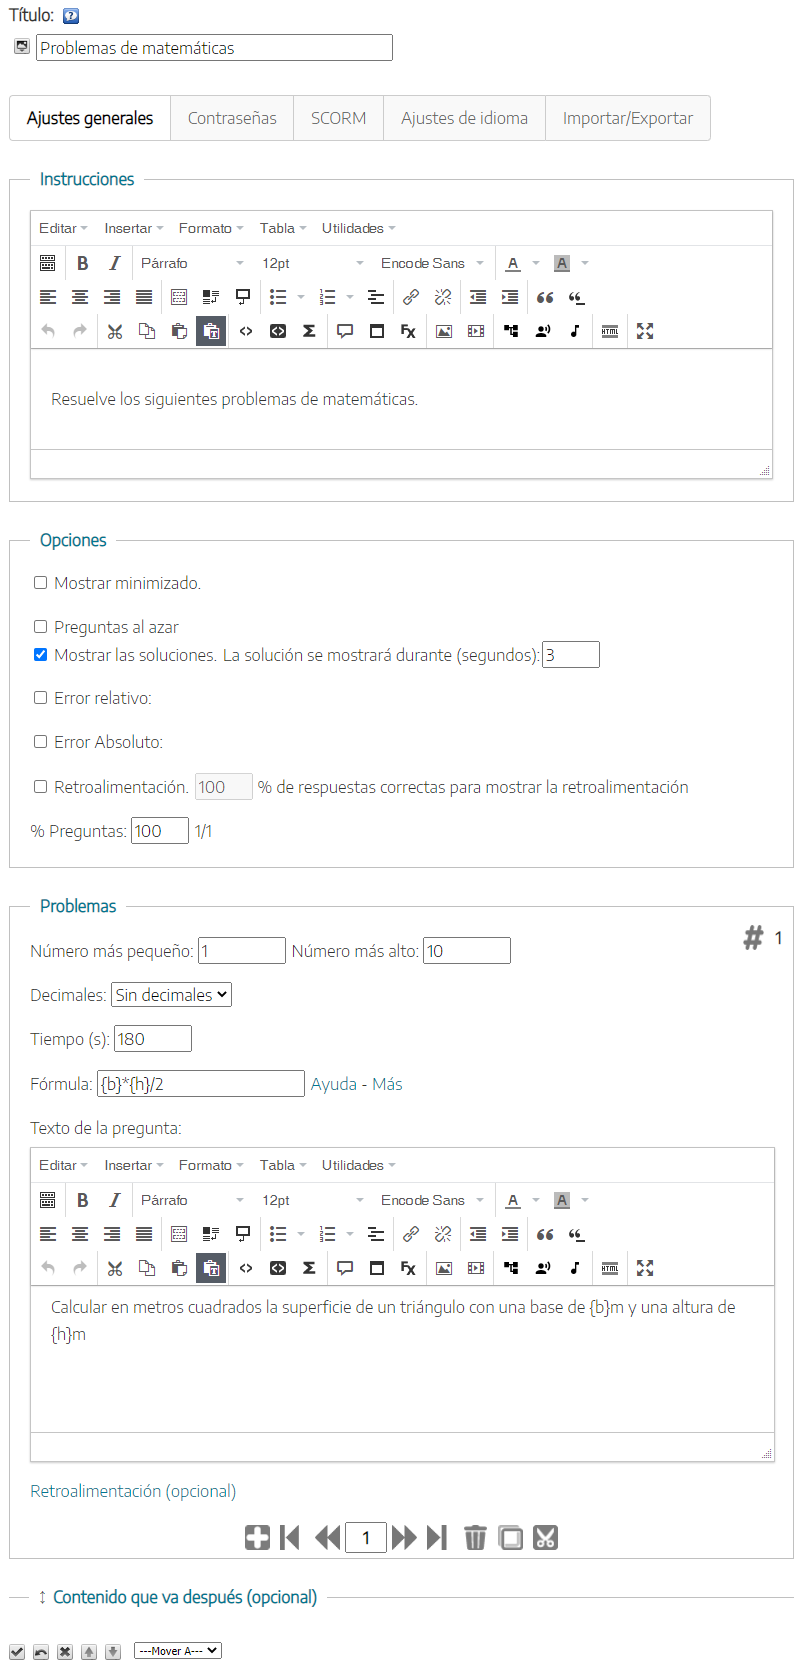 Título:
Problemas de matemáticas
Ajustes generales Contraseñas SCORM Ajustes de idioma Importar/Exportar
Instrucciones
Editar Insertar Formato Tabla Utilidades
B I Párrafo 12pt Encode Sans A A
Resuelve los siguientes problemas de matemáticas.
Opciones
Mostrar minimizado.
Preguntas al azar
Mostrar las soluciones. La solución se mostrará durante (segundos): 3
Error relativo:
Error Absoluto:
Retroalimentación. 100 % de respuestas correctas para mostrar la retroalimentación
% Preguntas: 100 1/1
Problemas
# 1
Número más pequeño: 1 Número más alto: 10
Decimales: Sin decimales
Tiempo (s): 180
Fórmula: {b}*{h}/2 Ayuda - Más
Texto de la pregunta:
Editar Insertar Formato Tabla Utilidades
B I Párrafo 12pt Encode Sans A A
Calcular en metros cuadrados la superficie de un triángulo con una base de {b}m y una altura de
{h}m
Retroalimentación (opcional)
1
↕ Contenido que va después (opcional)
---Mover A---